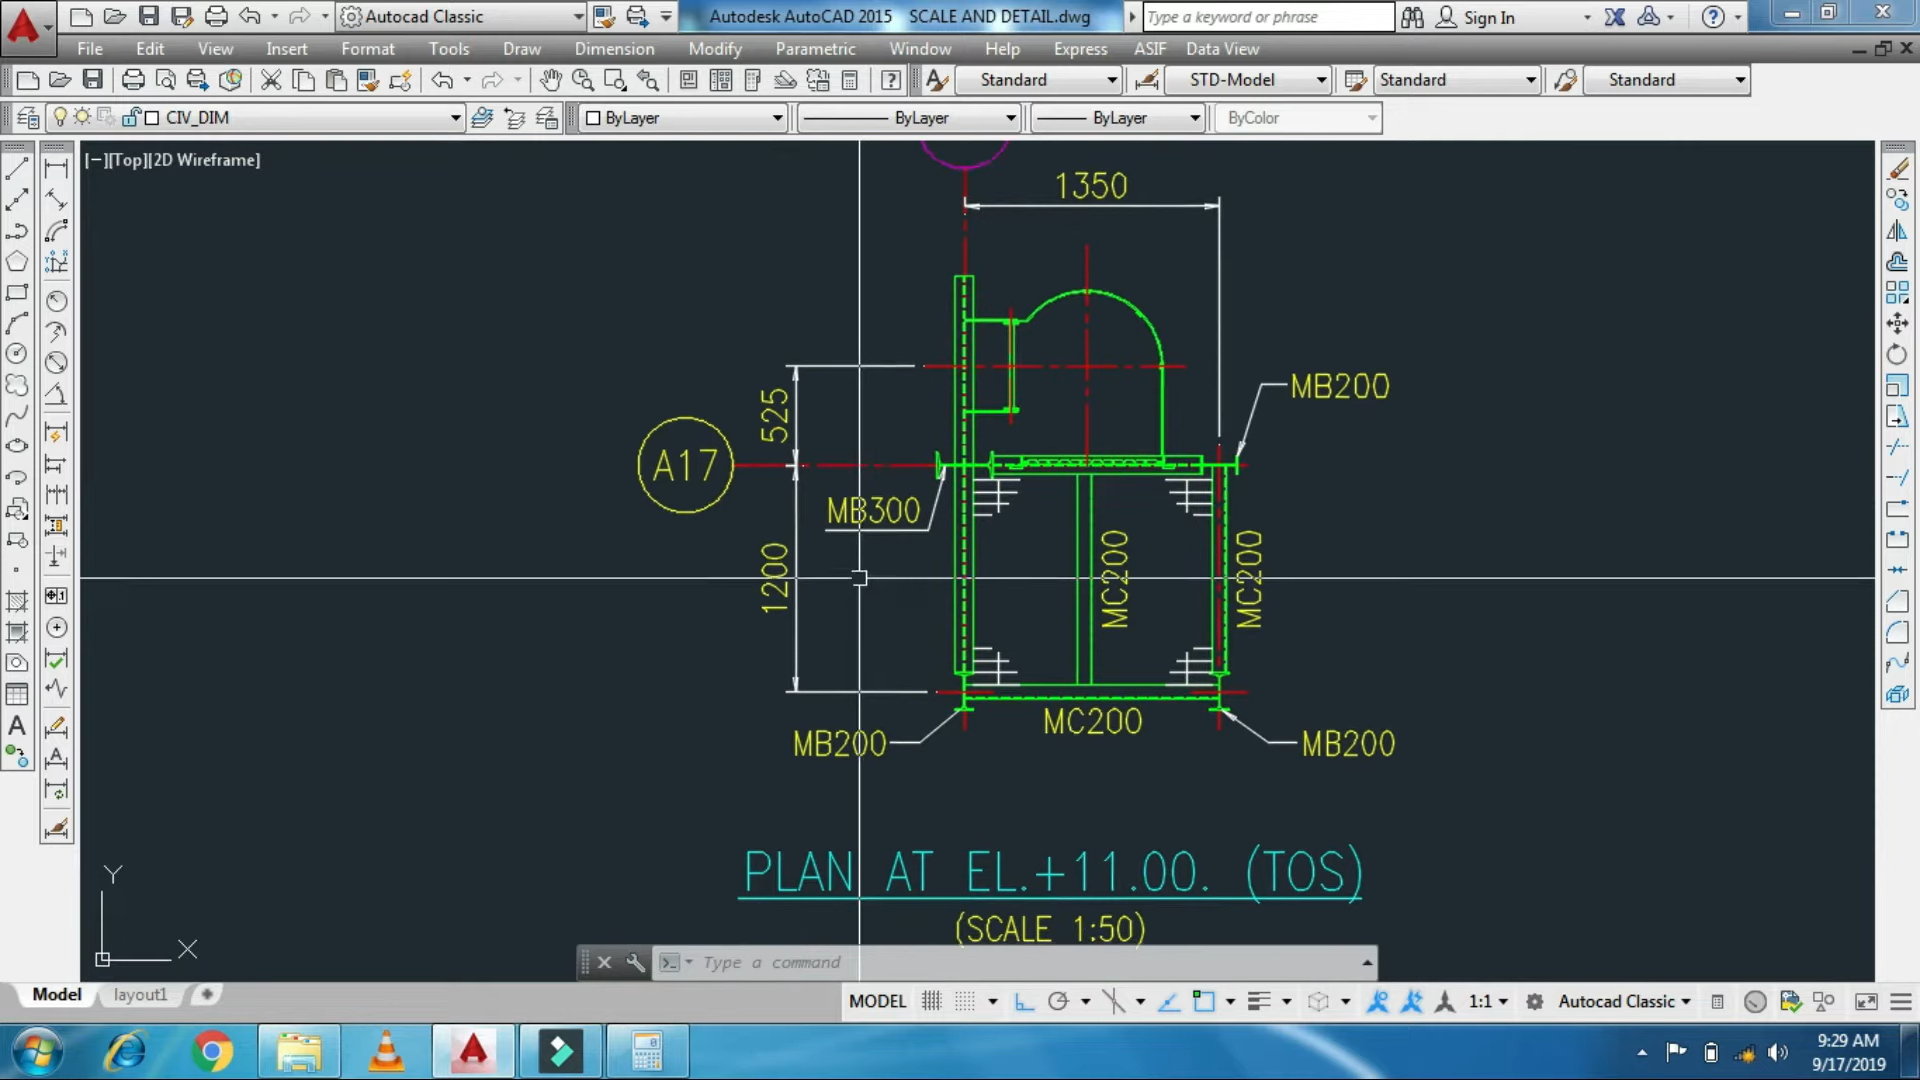 Autocad Classic
Autodesk AutoCAD 2015 SCALE AND DETAIL.dwg
Type a keyword or phrase
Sign In
File Edit View Insert Format Tools Draw Dimension Modify Parametric Window Help Express ASIF Data View
Standard STD-Model Standard Standard
CIV_DIM ByLayer ByLayer ByLayer ByColor
[−][Top][2D Wireframe]
1350
525
MB200
A17
MB300
1200
MC200
MC200
MC200
MB200
MB200
PLAN AT EL.+11.00. (TOS)
(SCALE 1:50)
Y
X
Type a command
Model layout1
MODEL 1:1 Autocad Classic
9:29 AM
9/17/2019